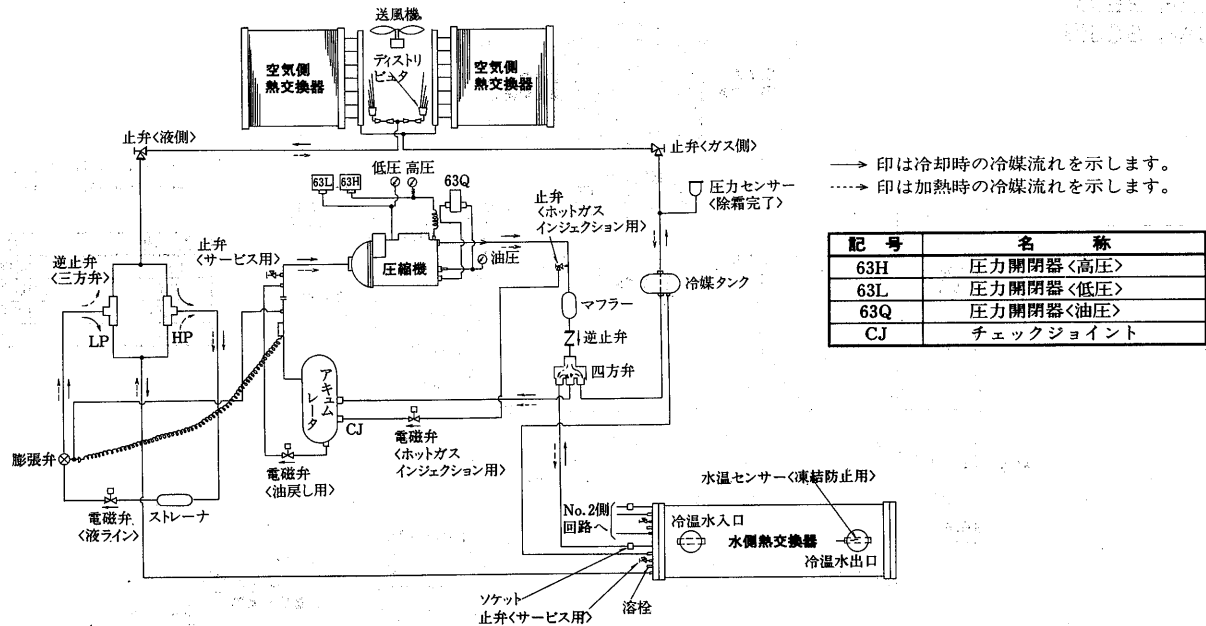 送風機
空気側
熱交換器
ディストリ
ビュタ
空気側
熱交換器
止弁<液側>
止弁<ガス側>
低圧 高圧
63L 63H 63Q
止弁
<ホットガス
インジェクション用>
圧力センサー
<除霜完了>
→ 印は冷却時の冷媒流れを示します。
--→ 印は加熱時の冷媒流れを示します。
記 号 名 称
63H 圧力開閉器<高圧>
63L 圧力開閉器<低圧>
63Q 圧力開閉器<油圧>
CJ チェックジョイント
止弁
<サービス用>
逆止弁
<三方弁>
圧縮機
油圧
マフラー
冷媒タンク
LP HP
逆止弁
四方弁
アキュム
レータ
CJ
電磁弁
<ホットガス
インジェクション用>
膨張弁
電磁弁
<油戻し用>
電磁弁
<液ライン>
ストレーナ
水温センサー<凍結防止用>
No.2側
回路へ
冷温水入口
水側熱交換器
冷温水出口
ソケット
止弁<サービス用>
溶栓